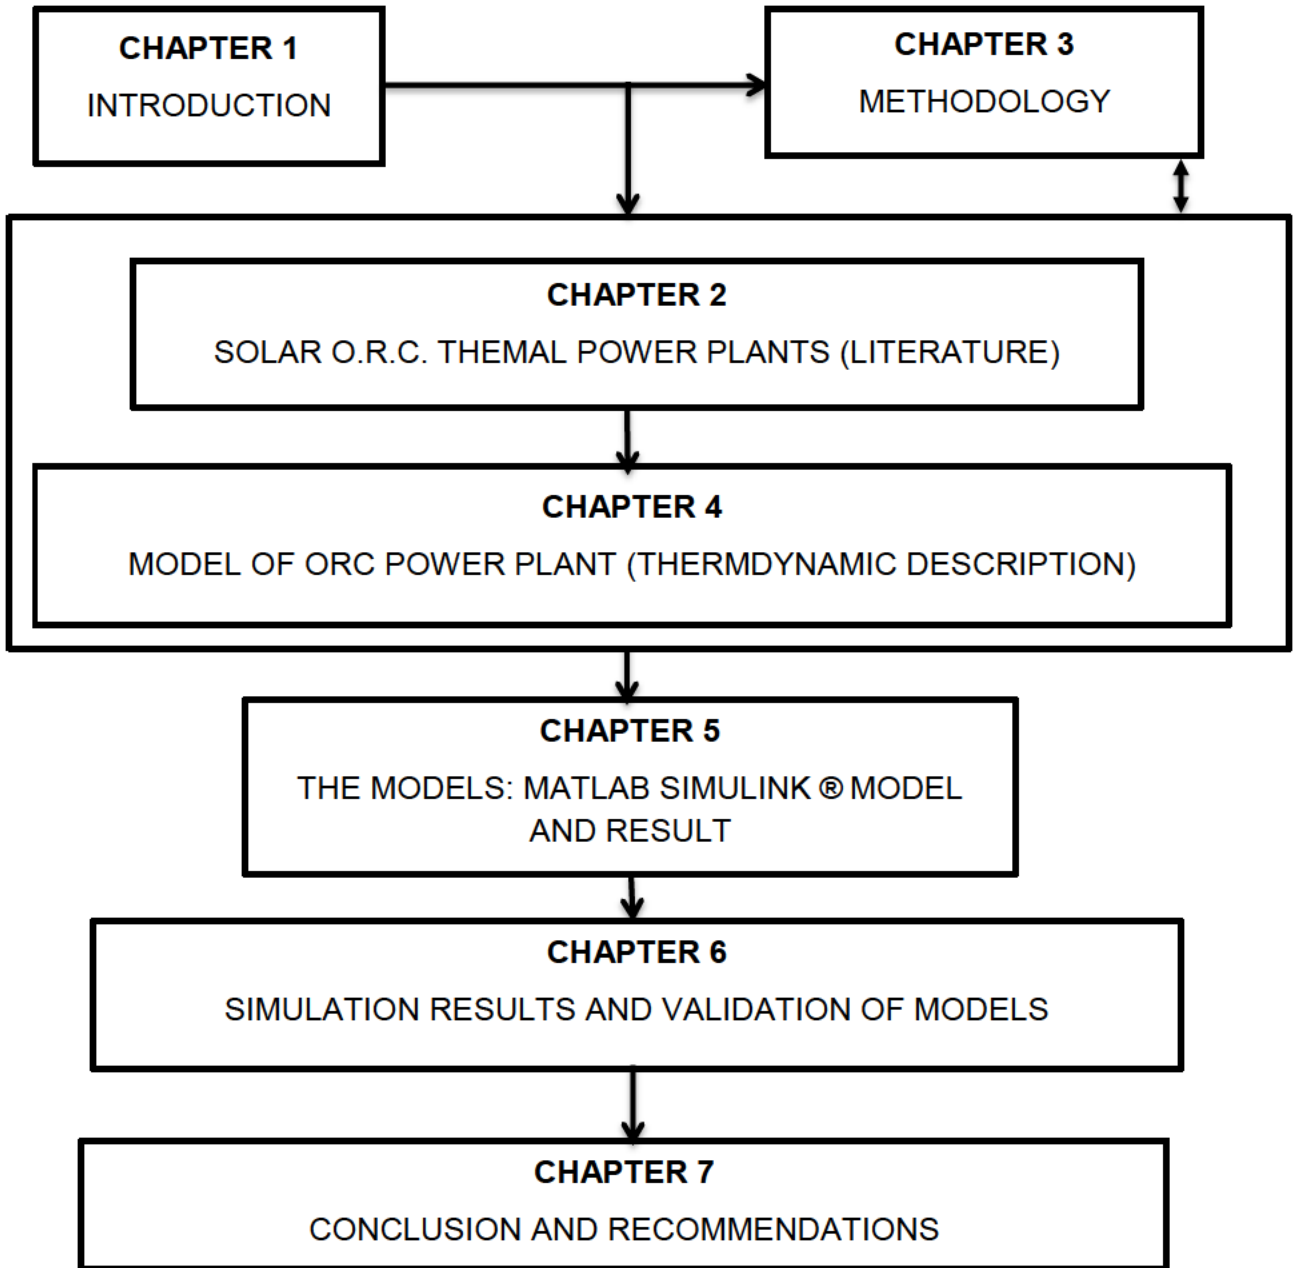 CHAPTER 1
INTRODUCTION
CHAPTER 3
METHODOLOGY
CHAPTER 2
SOLAR O.R.C. THEMAL POWER PLANTS (LITERATURE)
CHAPTER 4
MODEL OF ORC POWER PLANT (THERMDYNAMIC DESCRIPTION)
CHAPTER 5
THE MODELS: MATLAB SIMULINK ® MODEL
AND RESULT
CHAPTER 6
SIMULATION RESULTS AND VALIDATION OF MODELS
CHAPTER 7
CONCLUSION AND RECOMMENDATIONS